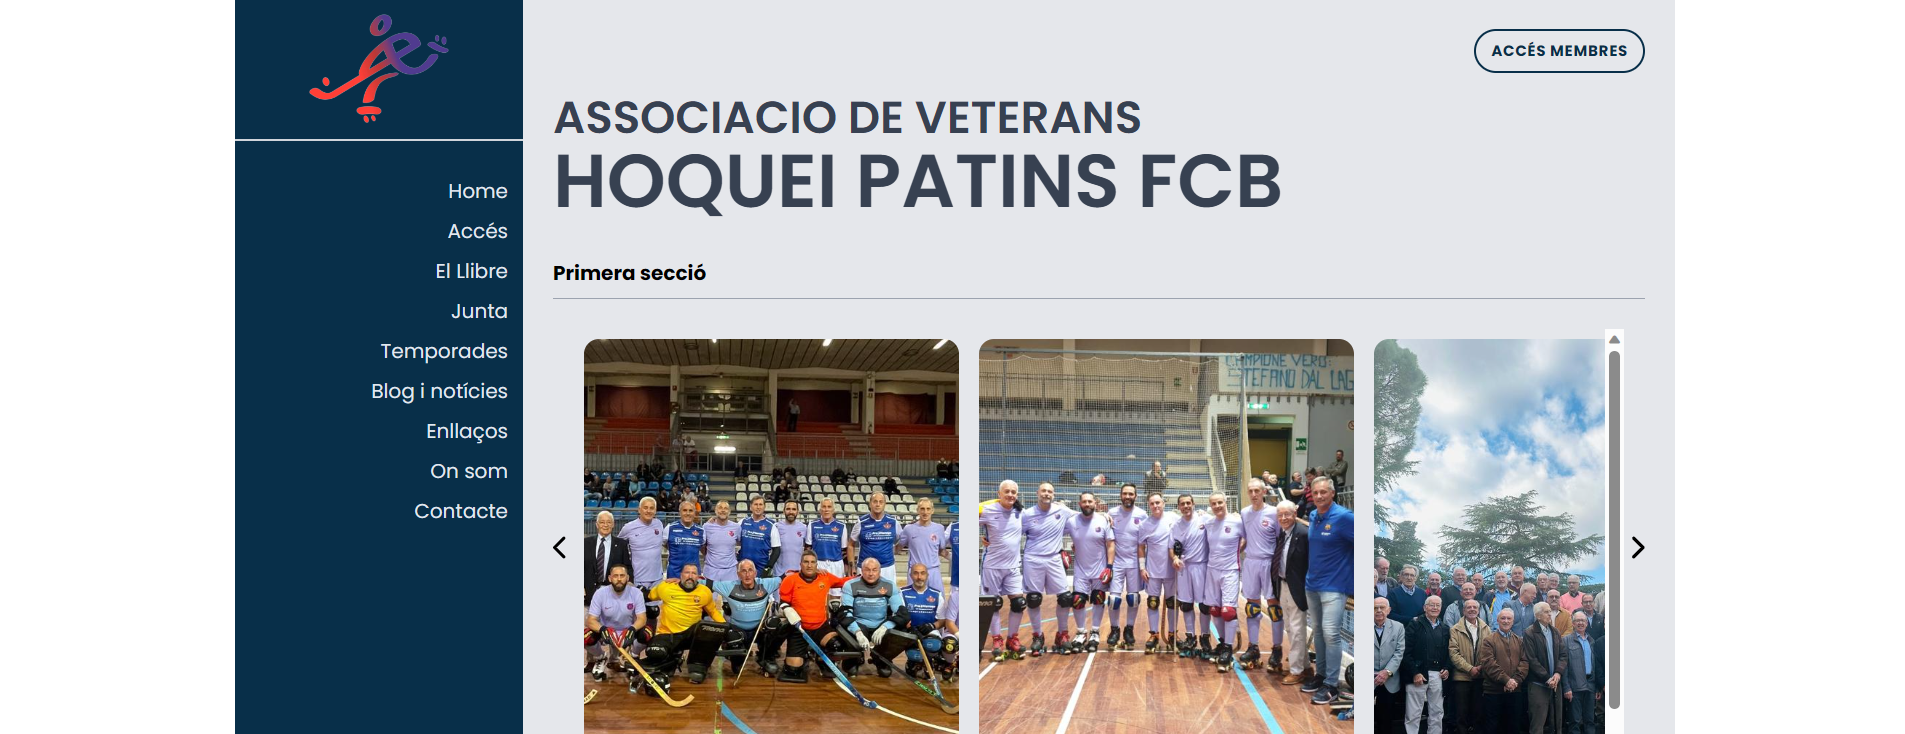 ACCÉS MEMBRES
ASSOCIACIO DE VETERANS
HOQUEI PATINS FCB
Home
Accés
El Llibre
Junta
Temporades
Blog i notícies
Enllaços
On som
Contacte
Primera secció
CAMPIONE VERO:
STEFANO DAL LAG